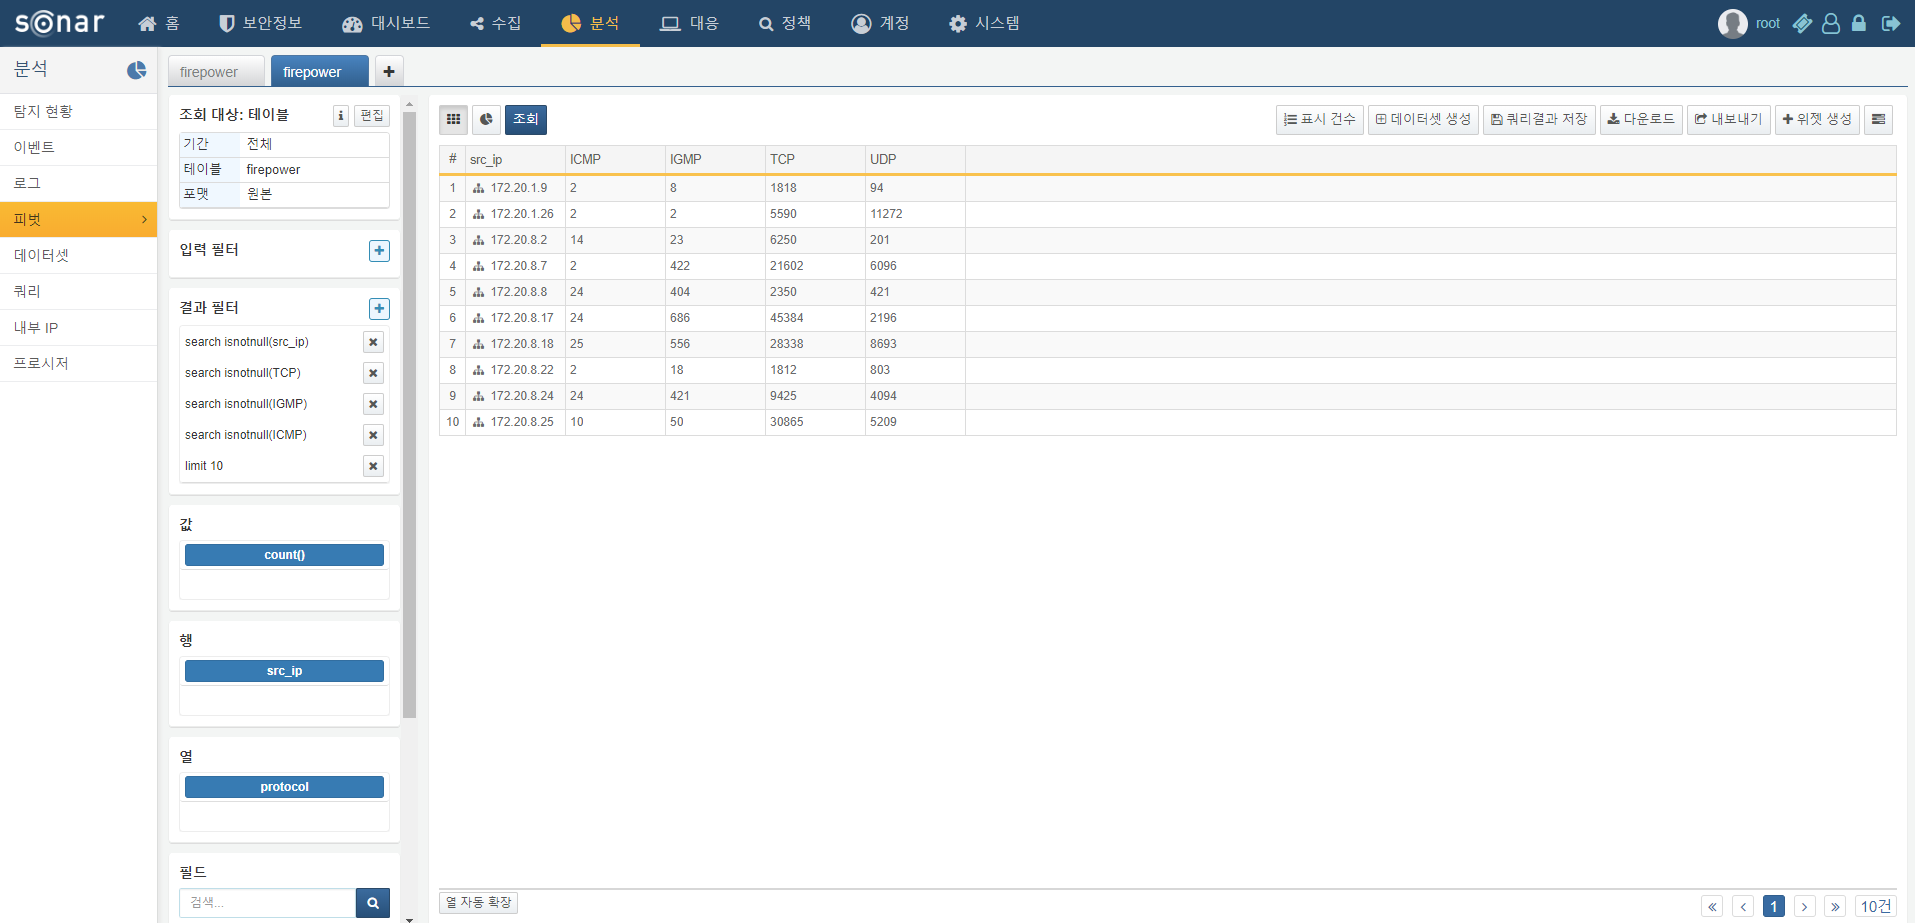 sonar 홈 보안정보 대시보드 수집 분석 대응 정책 계정 시스템 root
분석
탐지 현황
이벤트
로그
피벗
데이터셋
쿼리
내부 IP
프로시저
firepower firepower
조회 대상: 테이블 편집
기간 전체
테이블 firepower
포맷 원본
입력 필터
결과 필터
search isnotnull(src_ip)
search isnotnull(TCP)
search isnotnull(IGMP)
search isnotnull(ICMP)
limit 10
값
count()
행
src_ip
열
protocol
필드
검색...
조회 표시 건수 데이터셋 생성 쿼리결과 저장 다운로드 내보내기 위젯 생성
# src_ip ICMP IGMP TCP UDP
1 172.20.1.9 2 8 1818 94
2 172.20.1.26 2 2 5590 11272
3 172.20.8.2 14 23 6250 201
4 172.20.8.7 2 422 21602 6096
5 172.20.8.8 24 404 2350 421
6 172.20.8.17 24 686 45384 2196
7 172.20.8.18 25 556 28338 8693
8 172.20.8.22 2 18 1812 803
9 172.20.8.24 24 421 9425 4094
10 172.20.8.25 10 50 30865 5209
열 자동 확장 « ‹ 1 › » 10건